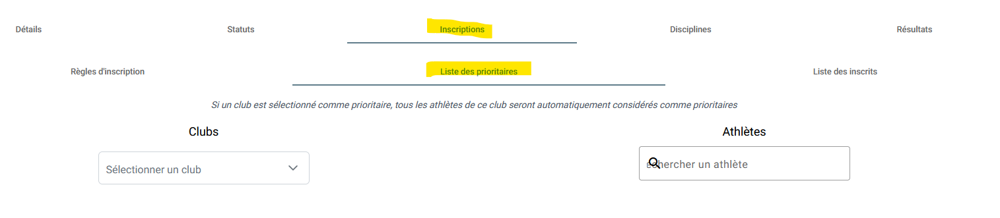 Détails Statuts Inscriptions Disciplines Résultats
Règles d'inscription Liste des prioritaires Liste des inscrits
Si un club est sélectionné comme prioritaire, tous les athlètes de ce club seront automatiquement considérés comme prioritaires
Clubs Athlètes
Sélectionner un club echercher un athlète